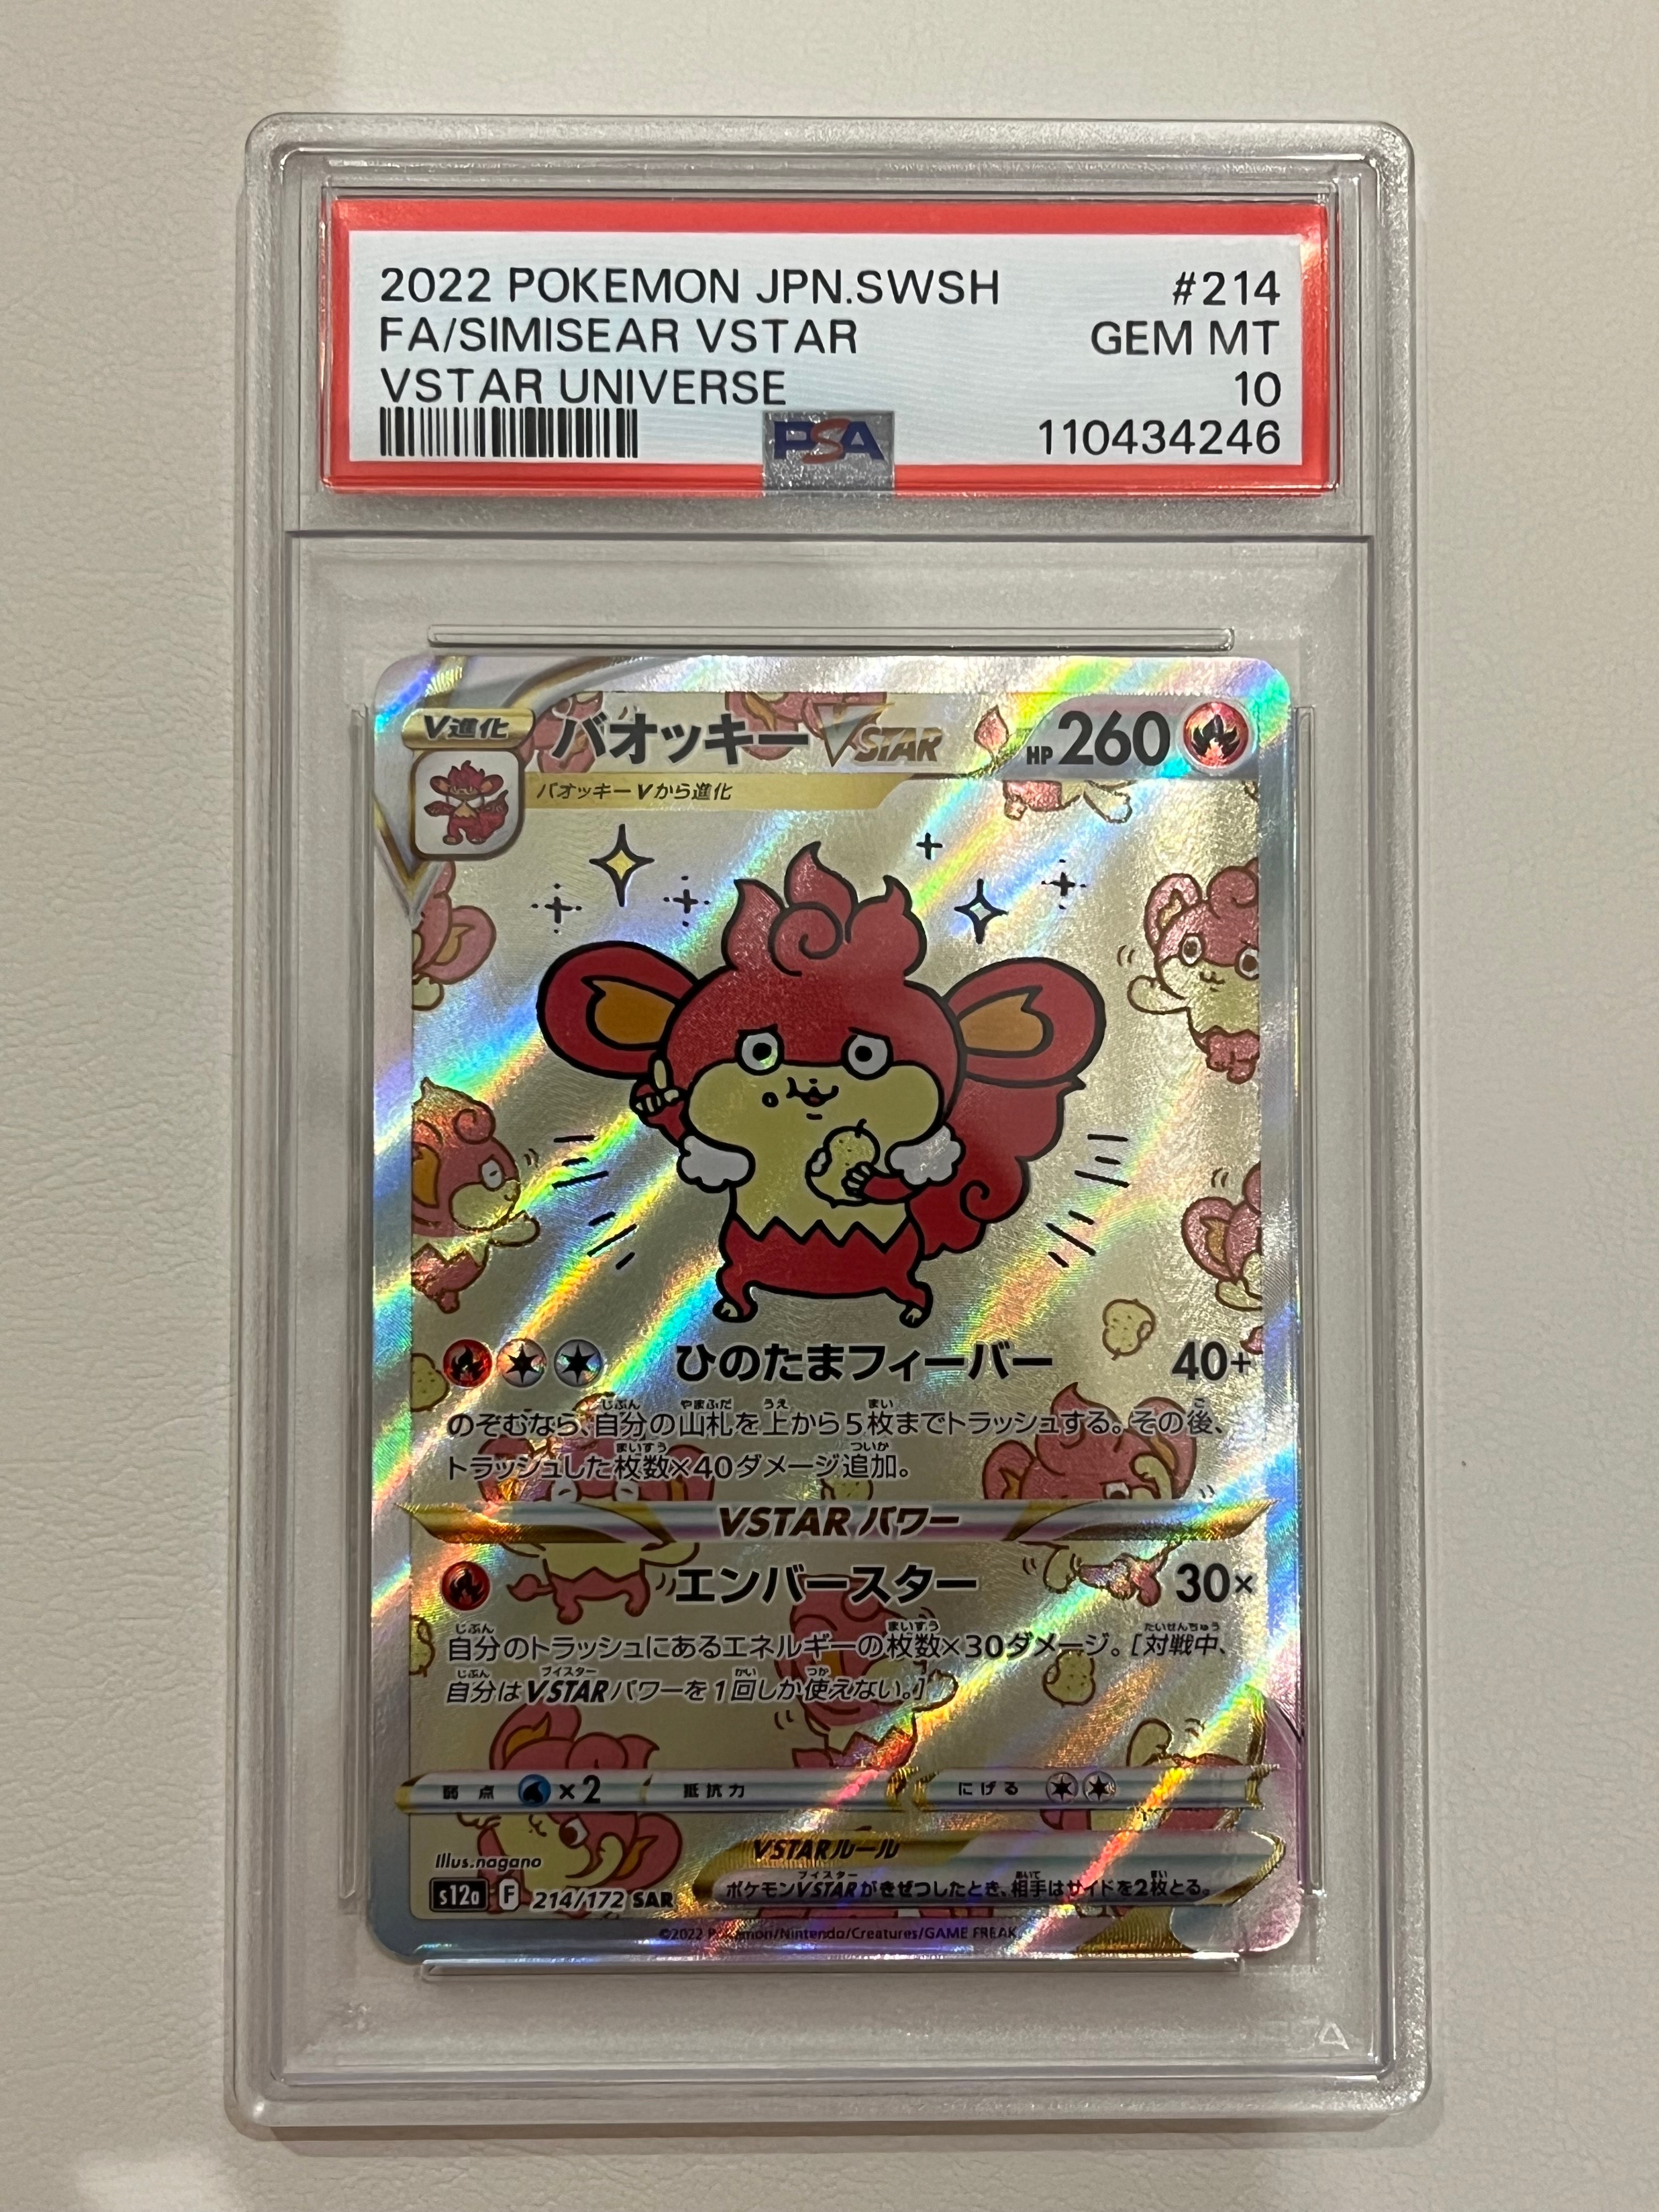 2022 POKEMON JPN.SWSH #214
FA/SIMISEAR VSTAR GEM MT
VSTAR UNIVERSE 10
PSA 110434246
V進化
バオッキー VSTAR HP 260
バオッキーVから進化
ひのたまフィーバー 40+
のぞむなら、自分の山札を上から5枚までトラッシュする。その後、
トラッシュした枚数×40ダメージ追加。
VSTARパワー
エンバースター 30×
自分のトラッシュにあるエネルギーの枚数×30ダメージ。[対戦中、
自分はVSTARパワーを1回しか使えない。]
弱点 ×2 抵抗力 にげる
Illus.nagano
VSTARルール
ポケモンVSTARがきぜつしたとき、相手はサイドを2枚とる。
s12a F 214/172 SAR
©2022 Pokémon/Nintendo/Creatures/GAME FREAK